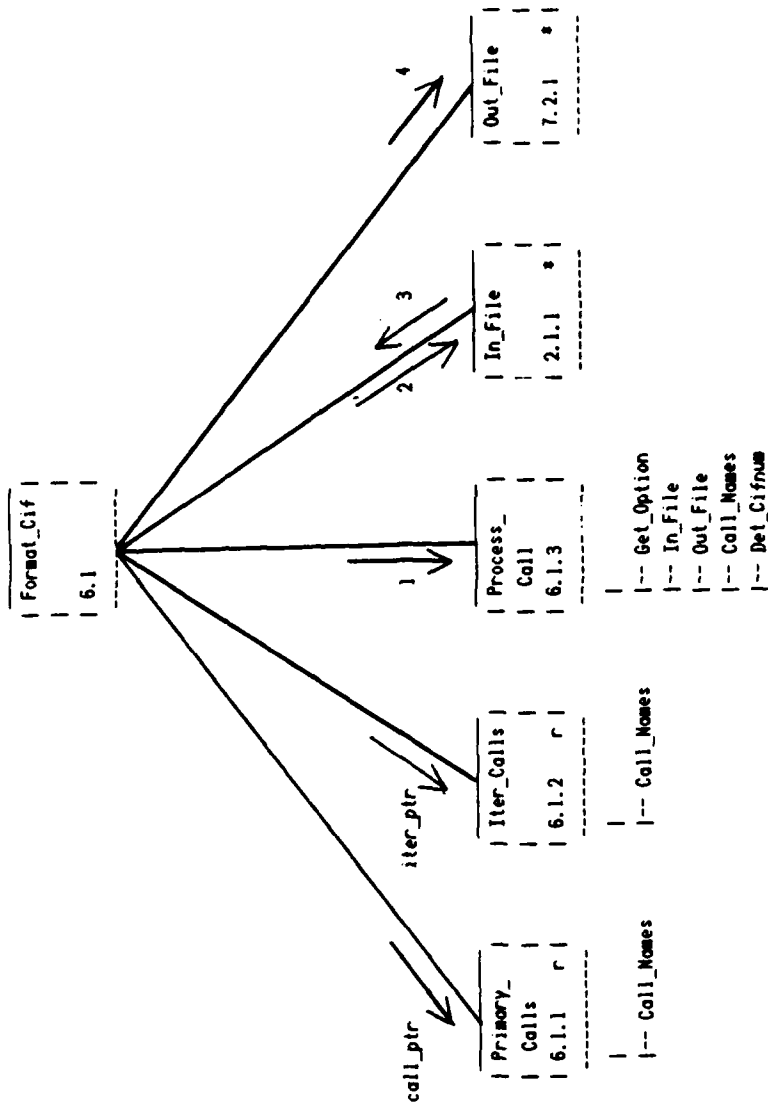 | Format_Cif |
| |
| 6.1 |
------------
call_ptr
iter_ptr
1
2
3
4
| Primary_ |
| Calls |
| 6.1.1 r |
------------
|
|-- Call_Names
| Iter_Calls |
| |
| 6.1.2 r |
------------
|
|-- Call_Names
| Process_ |
| Call |
| 6.1.3 |
------------
|
|-- Get_Option
|-- In_File
|-- Out_File
|-- Call_Names
|-- Det_Cifnum
| In_File |
| |
| 2.1.1 * |
------------
| Out_File |
| |
| 7.2.1 * |
------------